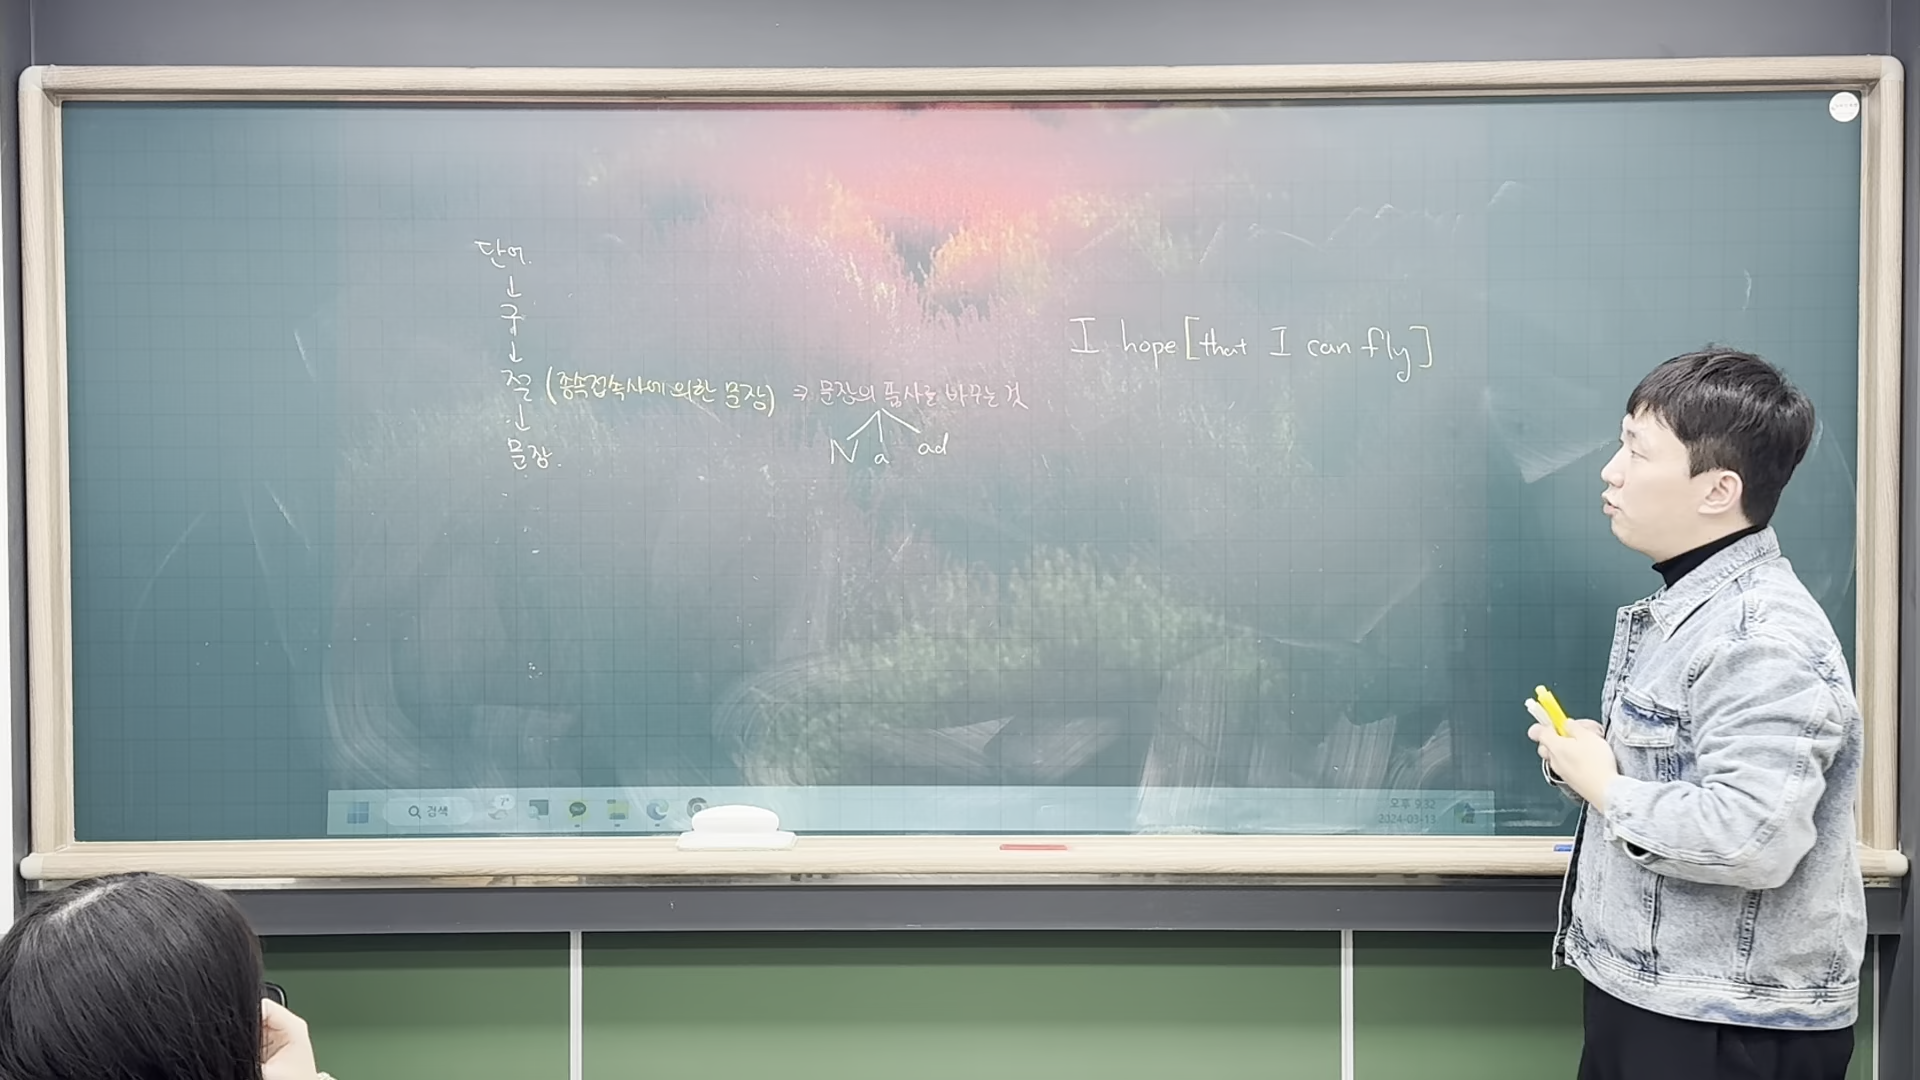 단어.
↓
구
↓
절 (종속접속사에 의한 문장) ⇒ 문장의 품사를 바꾸는 것
↓
N a ad
문장.
I hope [that I can fly]
검색
오후 9:32
2024-03-13